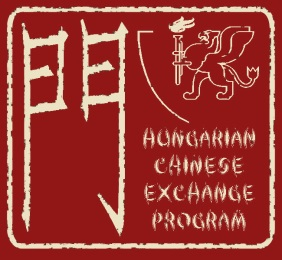 門
HUNGARIAN
CHINESE
EXCHANGE
PROGRAM